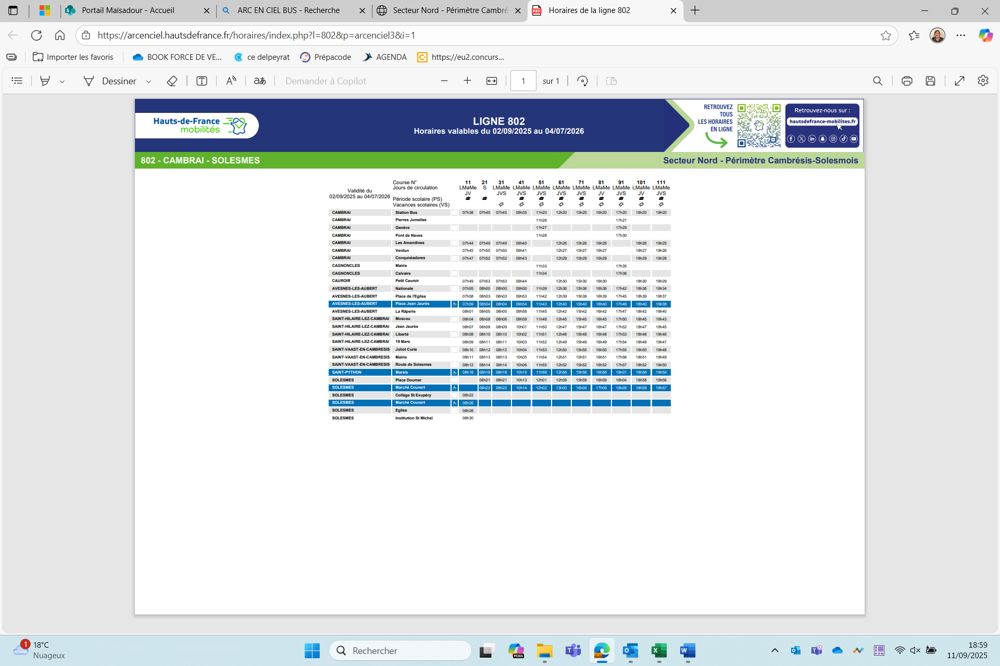 Portail Maïsadour - Accueil
ARC EN CIEL BUS - Recherche
Secteur Nord - Périmètre Cambré
Horaires de la ligne 802
https://arcenciel.hautsdefrance.fr/horaires/index.php?l=802&p=arcenciel3&i=1
Importer les favoris
BOOK FORCE DE VE...
ce delpeyrat
Prépacode
AGENDA
https://eu2.concurs...
Dessiner
Demander à Copilot
1 sur 1
Hauts-de-France
mobilités
LIGNE 802
Horaires valables du 02/09/2025 au 04/07/2026
RETROUVEZ
TOUS
LES HORAIRES
EN LIGNE
Retrouvez-nous sur :
hautsdefrance-mobilites.fr
802 - CAMBRAI - SOLESMES
Secteur Nord - Périmètre Cambrésis-Solesmois
Validité du
02/09/2025 au 04/07/2026
Course N° 11 21 31 41 51 61 71 81 91 101 111
Jours de circulation LMaMe S LMaMe LMaMe LMaMe LMaMe LMaMe LMaMe LMaMe LMaMe LMaMe
JV JVS JVS JVS JVS JVS JV JVS JV JVS
Période scolaire (PS)
Vacances scolaires (VS)
CAMBRAI Station Bus 07h38 07h45 07h45 09h35 11h20 12h20 15h20 16h20 17h20 18h20 19h20
CAMBRAI Pierres Jumelles 11h26 17h27
CAMBRAI Genève 11h27 17h29
CAMBRAI Pont de Naves 11h28 17h30
CAMBRAI Les Amandines 07h44 07h49 07h49 09h40 12h26 15h26 16h26 18h26 19h25
CAMBRAI Verdun 07h45 07h50 07h50 09h41 12h27 15h27 16h27 18h27 19h26
CAMBRAI Conquistadores 07h47 07h52 07h52 09h43 12h29 15h29 16h29 18h29 19h28
CAGNONCLES Mairie 11h33 17h35
CAGNONCLES Calvaire 11h34 17h36
CAUROIR Petit Cauroir 07h49 07h53 07h53 09h44 12h30 15h30 16h30 18h30 19h29
AVESNES-LES-AUBERT Nationale 07h55 08h00 08h00 09h50 11h39 12h36 15h36 16h36 17h42 18h36 19h34
AVESNES-LES-AUBERT Place de l'Eglise 07h58 08h03 08h03 09h53 11h42 12h39 15h39 16h39 17h45 18h39 19h37
AVESNES-LES-AUBERT Place Jean Jaurès 07h59 08h04 08h04 09h54 11h43 12h40 15h40 16h40 17h46 18h40 19h38
AVESNES-LES-AUBERT La Râperie 08h01 08h05 08h05 09h56 11h45 12h42 15h42 16h42 17h47 18h42 19h40
SAINT-HILAIRE-LEZ-CAMBRAI Moscou 08h04 08h08 08h08 09h59 11h48 12h45 15h45 16h45 17h50 18h45 19h43
SAINT-HILAIRE-LEZ-CAMBRAI Jean Jaurès 08h07 08h09 08h09 10h01 11h50 12h47 15h47 16h47 17h52 18h47 19h45
SAINT-HILAIRE-LEZ-CAMBRAI Liberté 08h08 08h10 08h10 10h02 11h51 12h48 15h48 16h48 17h53 18h48 19h46
SAINT-HILAIRE-LEZ-CAMBRAI 19 Mars 08h09 08h11 08h11 10h03 11h52 12h49 15h49 16h49 17h54 18h49 19h47
SAINT-VAAST-EN-CAMBRESIS Joliot Curie 08h10 08h12 08h12 10h04 11h53 12h50 15h50 16h50 17h55 18h50 19h48
SAINT-VAAST-EN-CAMBRESIS Mairie 08h11 08h13 08h13 10h05 11h54 12h51 15h51 16h51 17h56 18h51 19h49
SAINT-VAAST-EN-CAMBRESIS Route de Solesmes 08h12 08h14 08h14 10h06 11h55 12h52 15h52 16h52 17h57 18h52 19h50
SAINT-PYTHON Marais 08h16 08h18 08h18 10h10 11h59 12h56 15h56 16h56 18h01 18h56 19h54
SOLESMES Place Doumer 08h21 08h21 10h13 12h01 12h59 15h59 16h59 18h04 18h58 19h56
SOLESMES Marché Couvert 08h22 08h22 10h14 12h02 13h00 16h00 17h00 18h05 18h59 19h57
SOLESMES Collège St Exupéry 08h22
SOLESMES Marché Couvert 08h26
SOLESMES Eglise 08h28
SOLESMES Institution St Michel 08h30
1
18°C
Nuageux
Rechercher
M365
18:59
11/09/2025